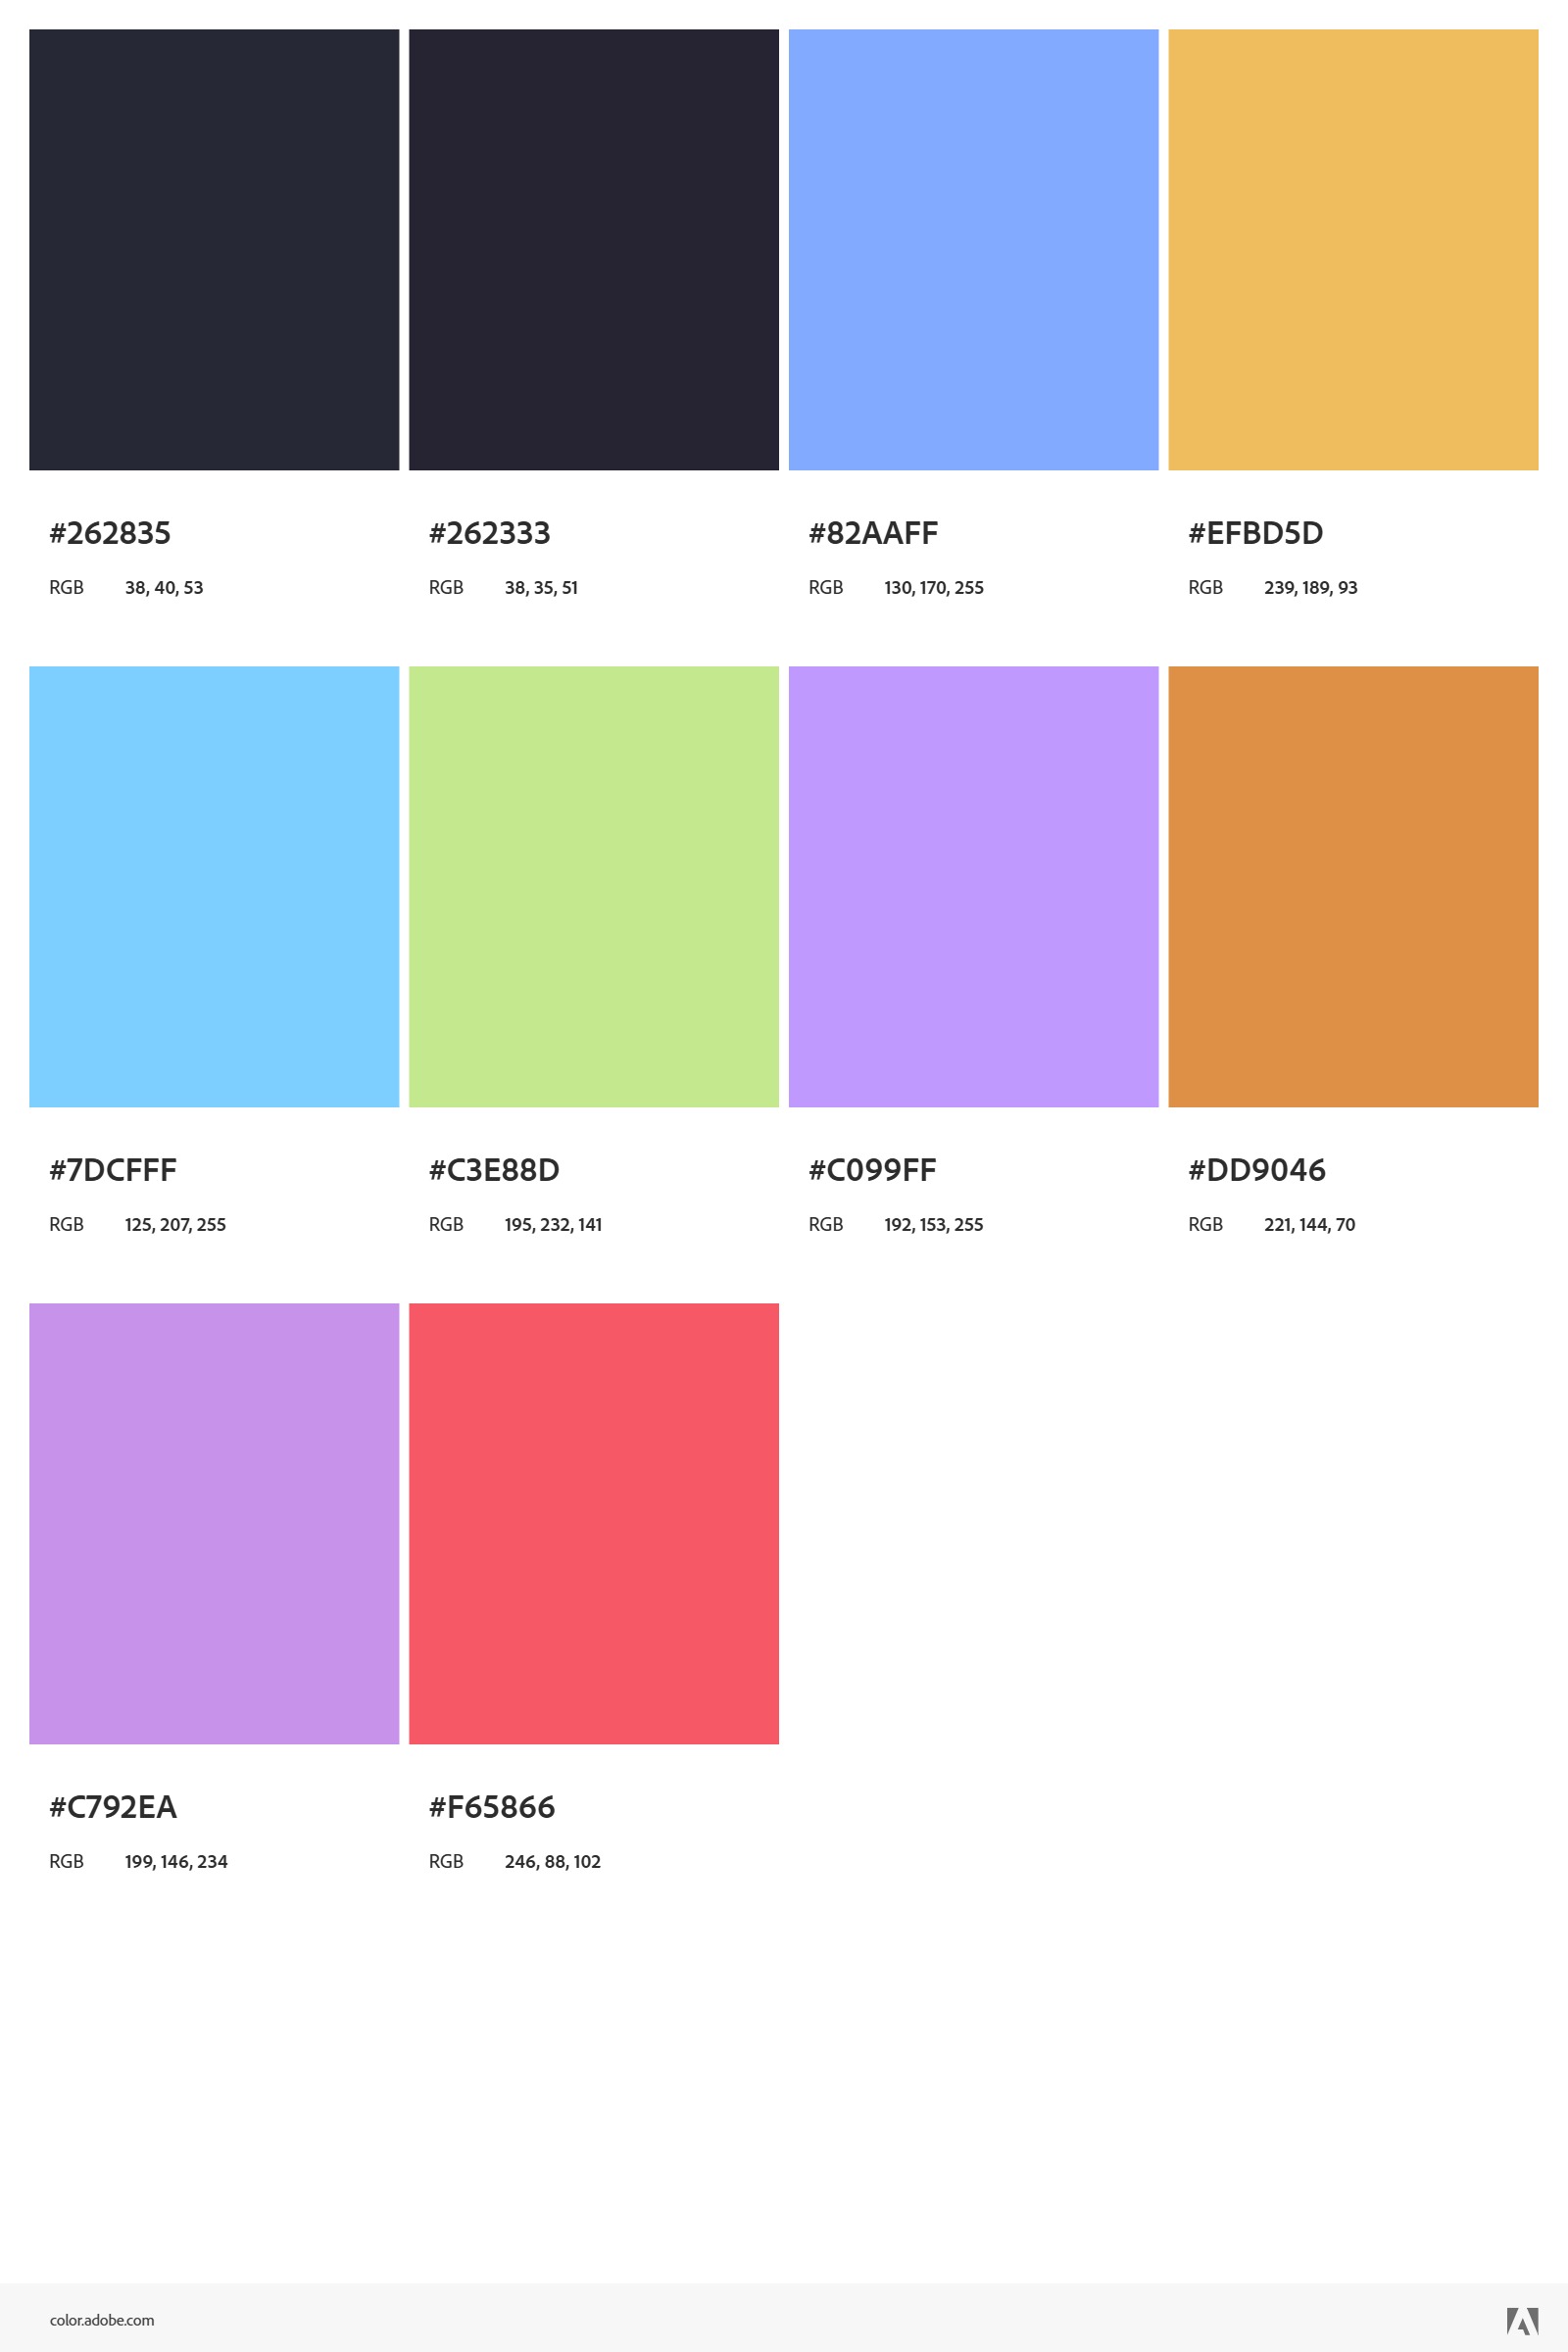 #262835 #262333 #82AAFF #EFBD5D
RGB 38, 40, 53 RGB 38, 35, 51 RGB 130, 170, 255 RGB 239, 189, 93
#7DCFFF #C3E88D #C099FF #DD9046
RGB 125, 207, 255 RGB 195, 232, 141 RGB 192, 153, 255 RGB 221, 144, 70
#C792EA #F65866
RGB 199, 146, 234 RGB 246, 88, 102
color.adobe.com